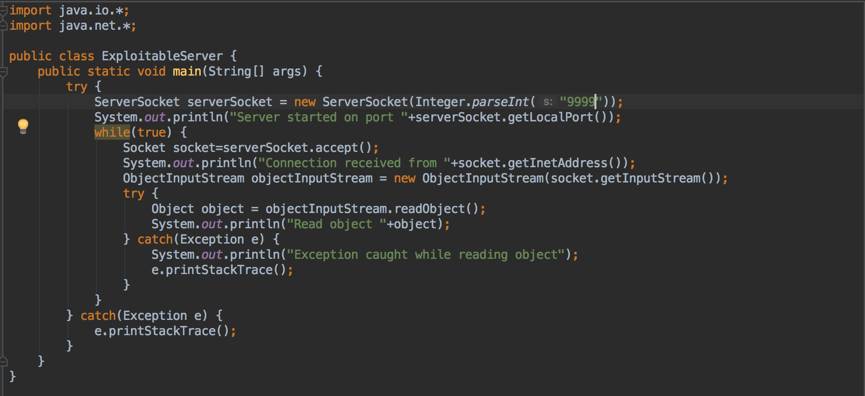 import java.io.*;
import java.net.*;
public class ExploitableServer {
public static void main(String[] args) {
try {
ServerSocket serverSocket = new ServerSocket(Integer.parseInt( s: "9999"));
System.out.println("Server started on port "+serverSocket.getLocalPort());
while(true) {
Socket socket=serverSocket.accept();
System.out.println("Connection received from "+socket.getInetAddress());
ObjectInputStream objectInputStream = new ObjectInputStream(socket.getInputStream());
try {
Object object = objectInputStream.readObject();
System.out.println("Read object "+object);
} catch(Exception e) {
System.out.println("Exception caught while reading object");
e.printStackTrace();
}
}
} catch(Exception e) {
e.printStackTrace();
}
}
}